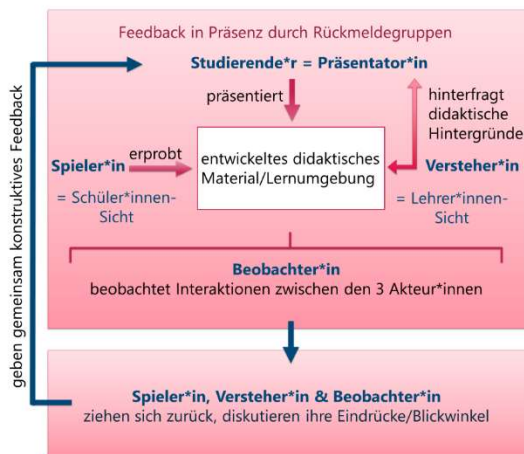 Feedback in Präsenz durch Rückmeldegruppen
Studierende*r = Präsentator*in
präsentiert
hinterfragt
didaktische
Hintergründe
Spieler*in
erprobt
= Schüler*innen-
Sicht
entwickeltes didaktisches
Material/Lernumgebung
Versteher*in
= Lehrer*innen-
Sicht
Beobachter*in
beobachtet Interaktionen zwischen den 3 Akteur*innen
Spieler*in, Versteher*in & Beobachter*in
ziehen sich zurück, diskutieren ihre Eindrücke/Blickwinkel
geben gemeinsam konstruktives Feedback